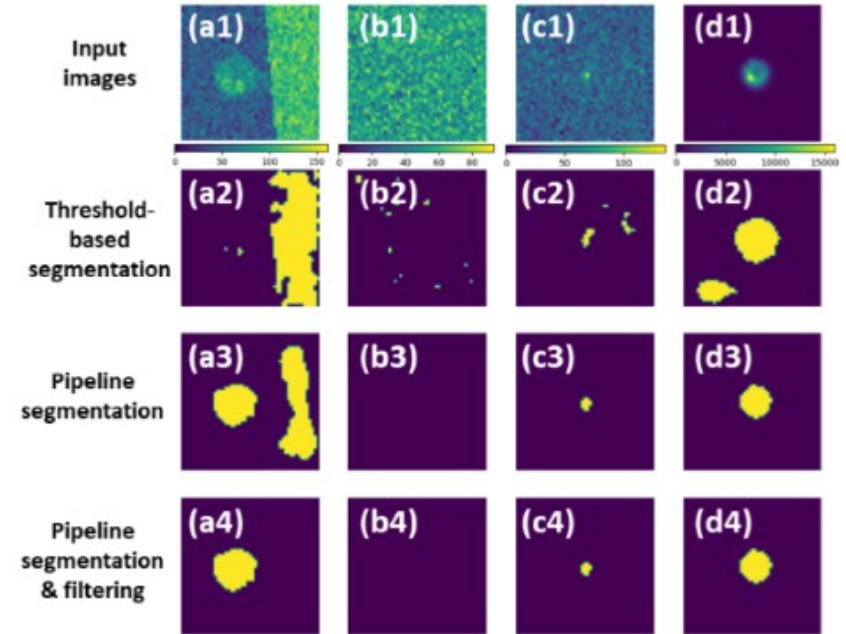 Input
images
(a1) (b1) (c1) (d1)
0 50 100 150 0 20 40 60 80 0 50 100 0 5000 10000 15000
Threshold-
based
segmentation
(a2) (b2) (c2) (d2)
Pipeline
segmentation
(a3) (b3) (c3) (d3)
Pipeline
segmentation
& filtering
(a4) (b4) (c4) (d4)